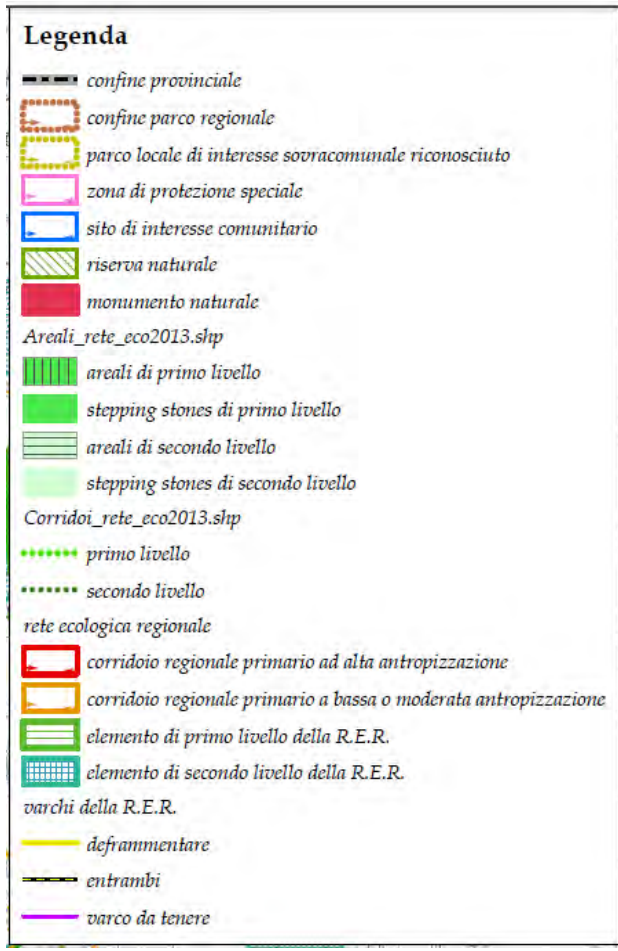 Legenda
confine provinciale
confine parco regionale
parco locale di interesse sovracomunale riconosciuto
zona di protezione speciale
sito di interesse comunitario
riserva naturale
monumento naturale
Areali_rete_eco2013.shp
areali di primo livello
stepping stones di primo livello
areali di secondo livello
stepping stones di secondo livello
Corridoi_rete_eco2013.shp
primo livello
secondo livello
rete ecologica regionale
corridoio regionale primario ad alta antropizzazione
corridoio regionale primario a bassa o moderata antropizzazione
elemento di primo livello della R.E.R.
elemento di secondo livello della R.E.R.
varchi della R.E.R.
deframmentare
entrambi
varco da tenere